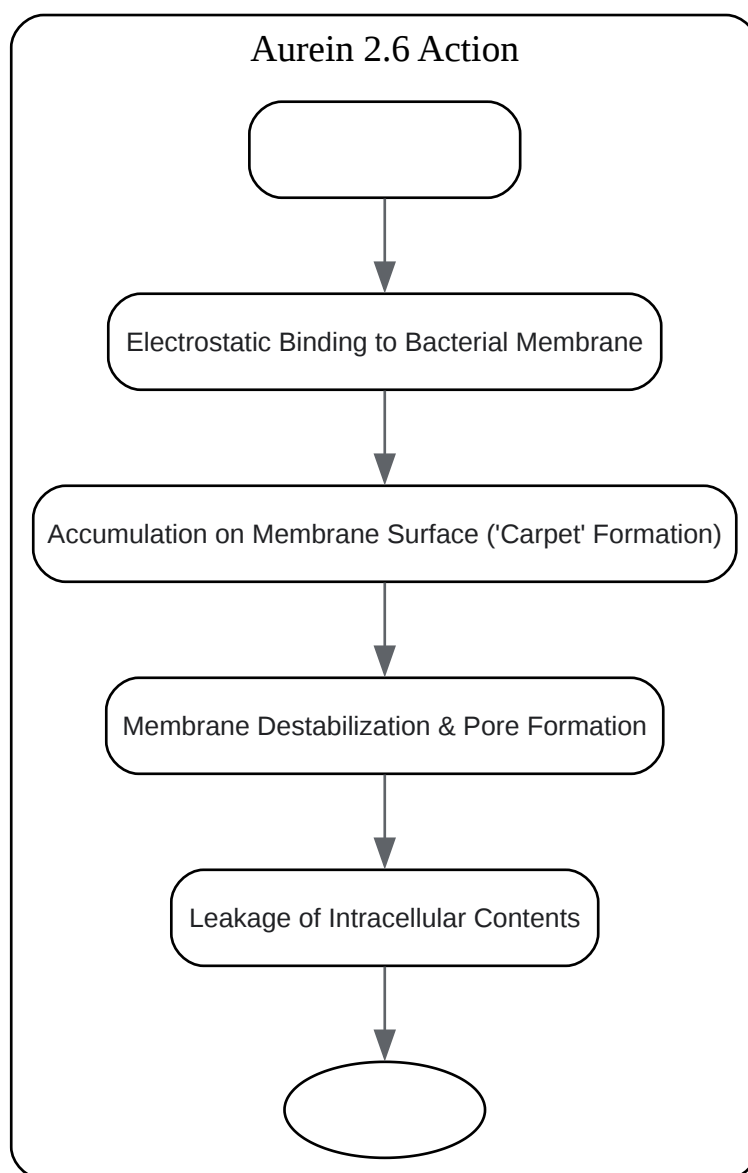 Aurein 2.6 Action
Electrostatic Binding to Bacterial Membrane
Accumulation on Membrane Surface ('Carpet' Formation)
Membrane Destabilization & Pore Formation
Leakage of Intracellular Contents